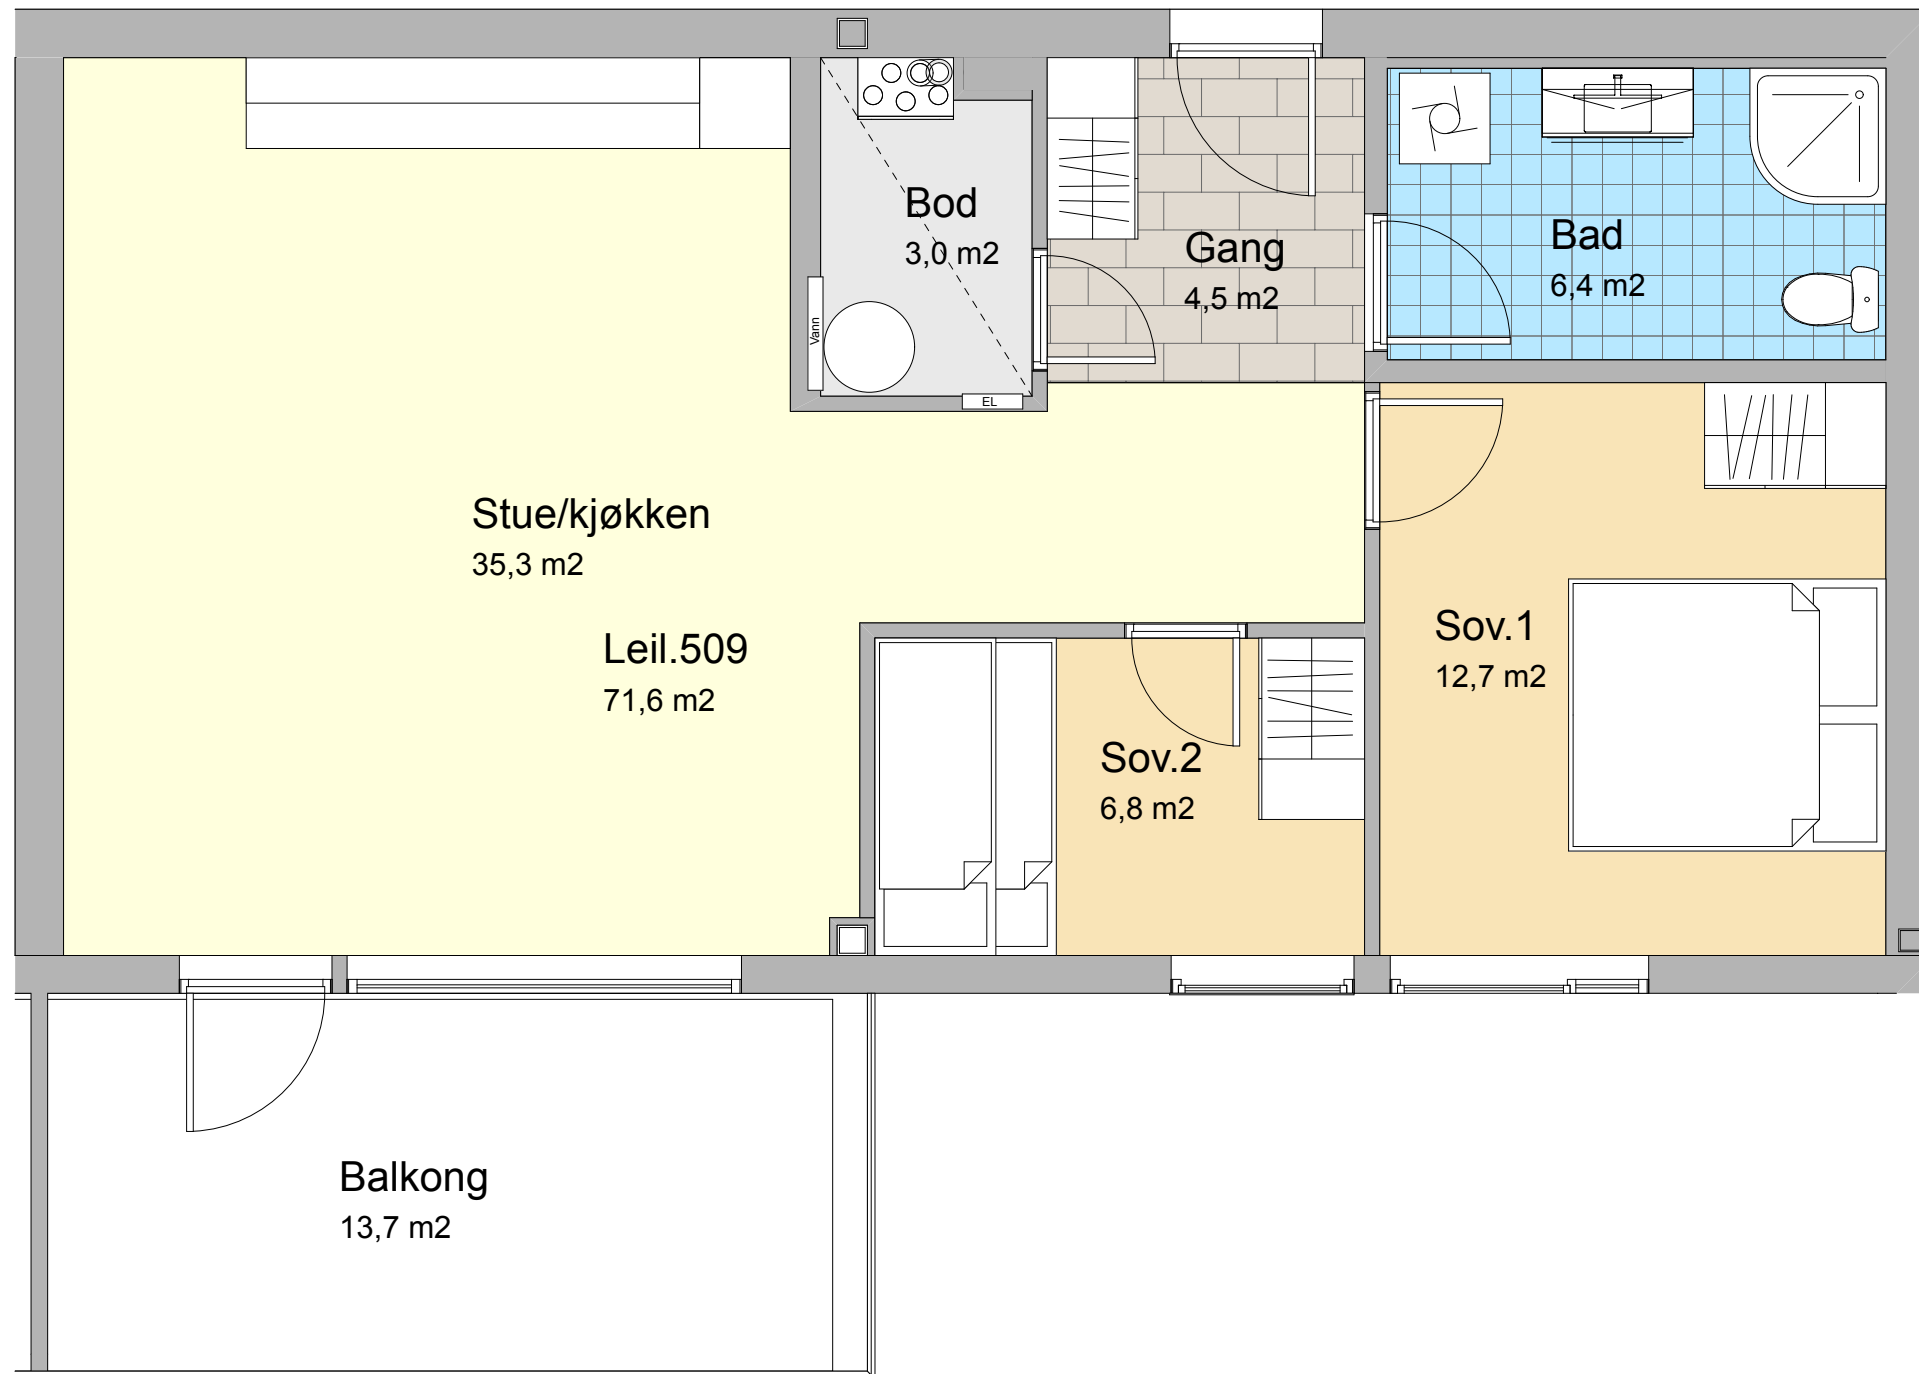 Bod
3,0 m2
Gang
4,5 m2
Bad
6,4 m2
Vann
EL
Stue/kjøkken
35,3 m2
Leil.509
71,6 m2
Sov.1
12,7 m2
Sov.2
6,8 m2
Balkong
13,7 m2